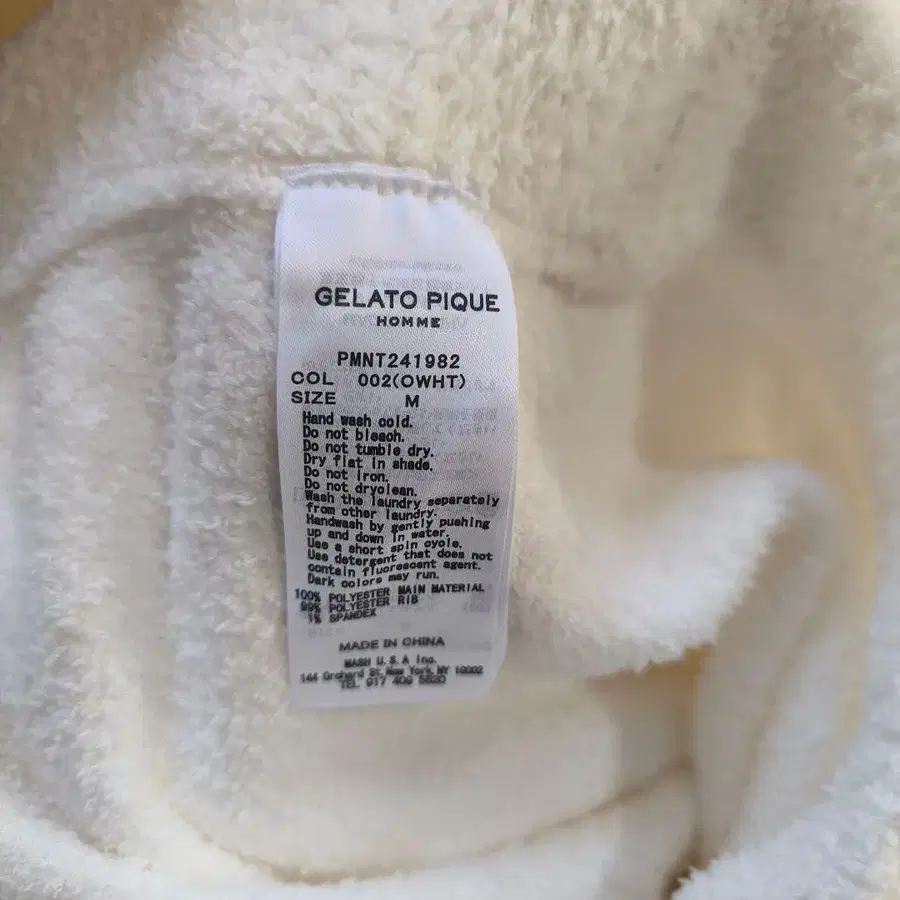 GELATO PIQUE
HOMME
PMNT241982
COL 002(OWHT)
SIZE M
Hand wash cold.
Do not bleach.
Do not tumble dry.
Dry flat in shade.
Do not iron.
Do not dryclean.
Wash the laundry separately
from other laundry.
Handwash by gently pushing
up and down in water.
Use a short spin cycle.
Use detergent that does not
contain fluorescent agent.
Dark colors may run.
100% POLYESTER MAIN MATERIAL
99% POLYESTER RIB
1% SPANDEX
MADE IN CHINA
MASH U.S.A Inc.
144 Orchard St, New York, NY 10002
TEL 917 409 5520